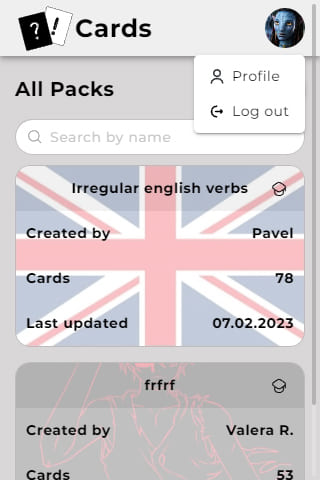 ? ! Cards
Profile
Log out
All Packs
Search by name
Irregular english verbs
Created by Pavel
Cards 78
Last updated 07.02.2023
frfrf
Created by Valera R.
Cards 53